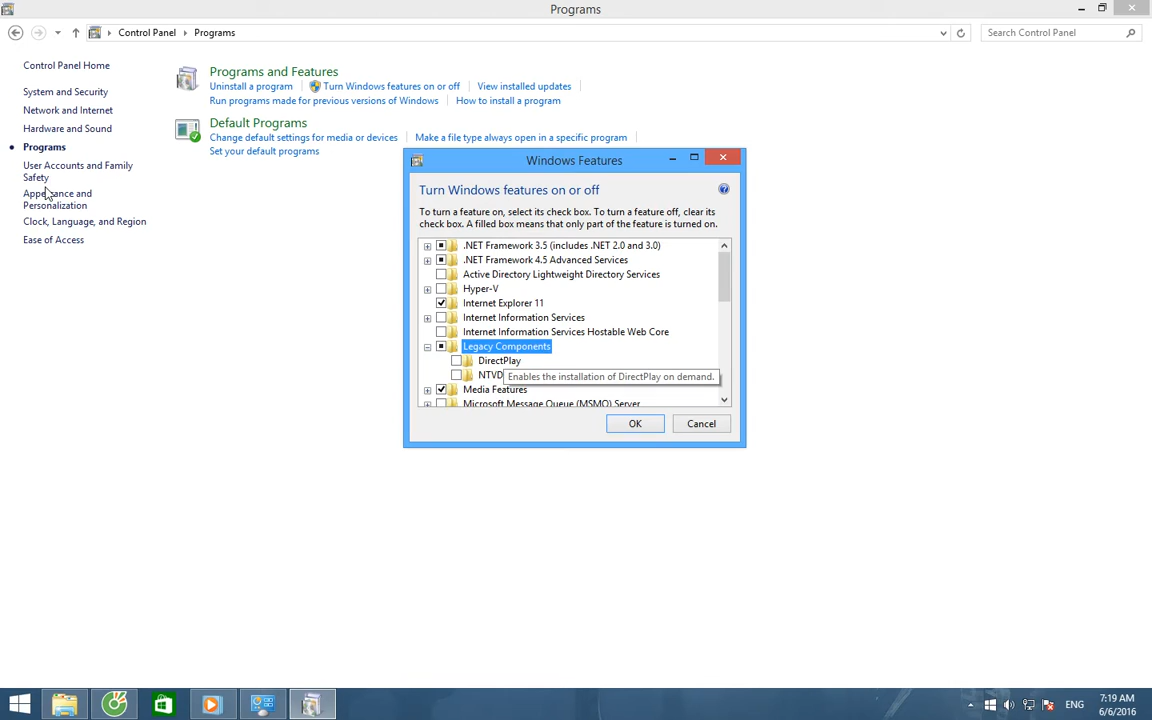 Programs
Control Panel
Programs
Search Control Panel
Control Panel Home
System and Security
Network and Internet
Hardware and Sound
Programs
User Accounts and Family
Safety
Appearance and
Personalization
Clock, Language, and Region
Ease of Access
Programs and Features
Uninstall a program
Turn Windows features on or off
View installed updates
Run programs made for previous versions of Windows
How to install a program
Default Programs
Change default settings for media or devices
Make a file type always open in a specific program
Set your default programs
Windows Features
Turn Windows features on or off
To turn a feature on, select its check box. To turn a feature off, clear its
check box. A filled box means that only part of the feature is turned on.
.NET Framework 3.5 (includes .NET 2.0 and 3.0)
.NET Framework 4.5 Advanced Services
Active Directory Lightweight Directory Services
Hyper-V
Internet Explorer 11
Internet Information Services
Internet Information Services Hostable Web Core
Legacy Components
DirectPlay
NTVD
Enables the installation of DirectPlay on demand.
Media Features
Microsoft Message Queue (MSMQ) Server
OK
Cancel
ENG
7:19 AM
6/6/2016